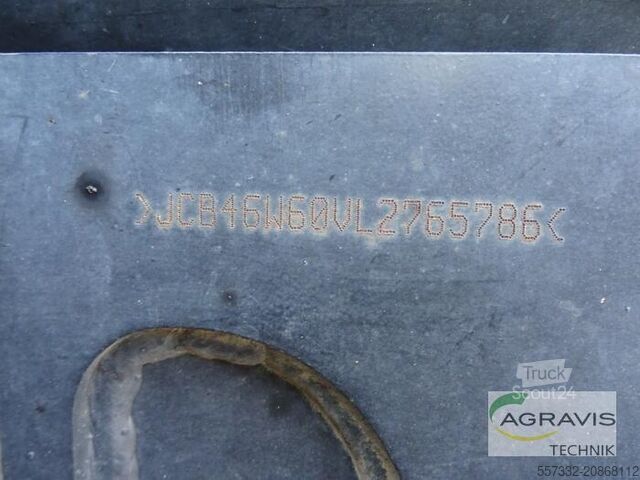 >JCB46W60VL2765786<
Truck
Scout24
AGRAVIS
TECHNIK
557332-20868112